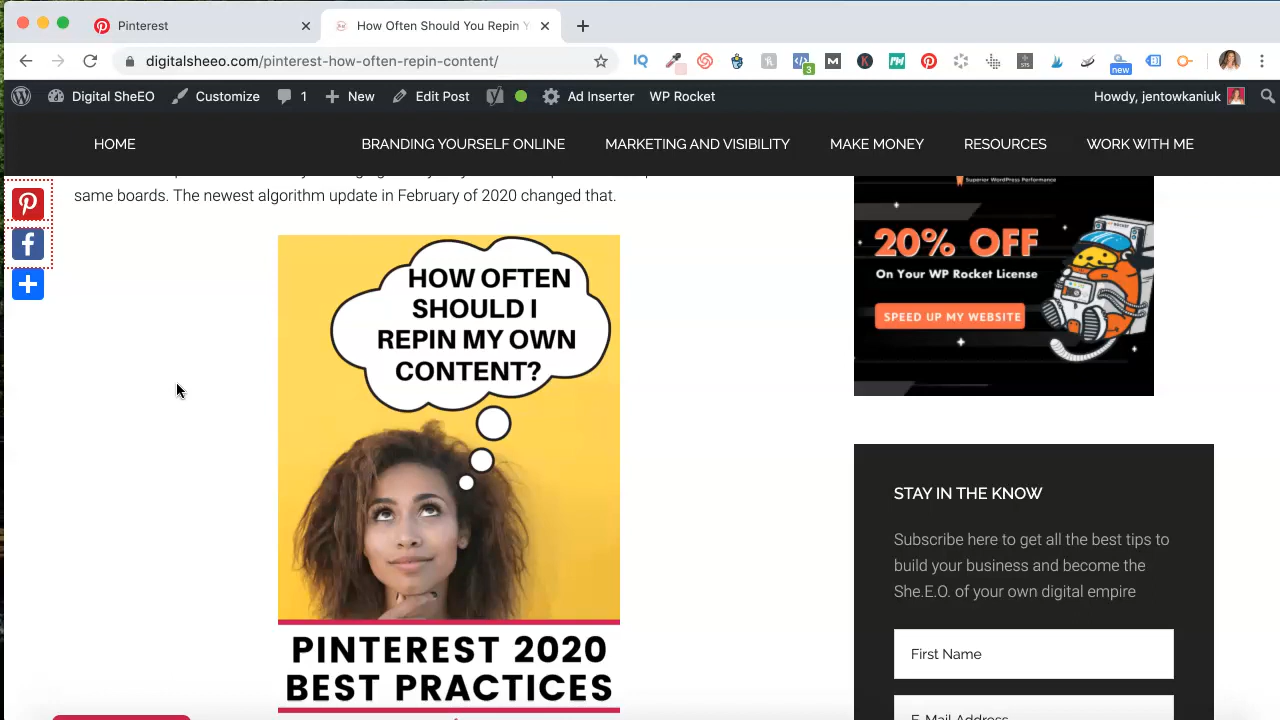 Pinterest
How Often Should You Repin Y
digitalsheeo.com/pinterest-how-often-repin-content/
IQ
3
new
Digital SheEO
Customize
1
New
Edit Post
Ad Inserter
WP Rocket
Howdy, jentowkaniuk
HOME
BRANDING YOURSELF ONLINE
MARKETING AND VISIBILITY
MAKE MONEY
RESOURCES
WORK WITH ME
same boards. The newest algorithm update in February of 2020 changed that.
HOW OFTEN
SHOULD I
REPIN MY OWN
CONTENT?
PINTEREST 2020
BEST PRACTICES
Superior WordPress Performance
20% OFF
On Your WP Rocket License
SPEED UP MY WEBSITE
STAY IN THE KNOW
Subscribe here to get all the best tips to
build your business and become the
She.E.O. of your own digital empire
First Name
E-Mail Address